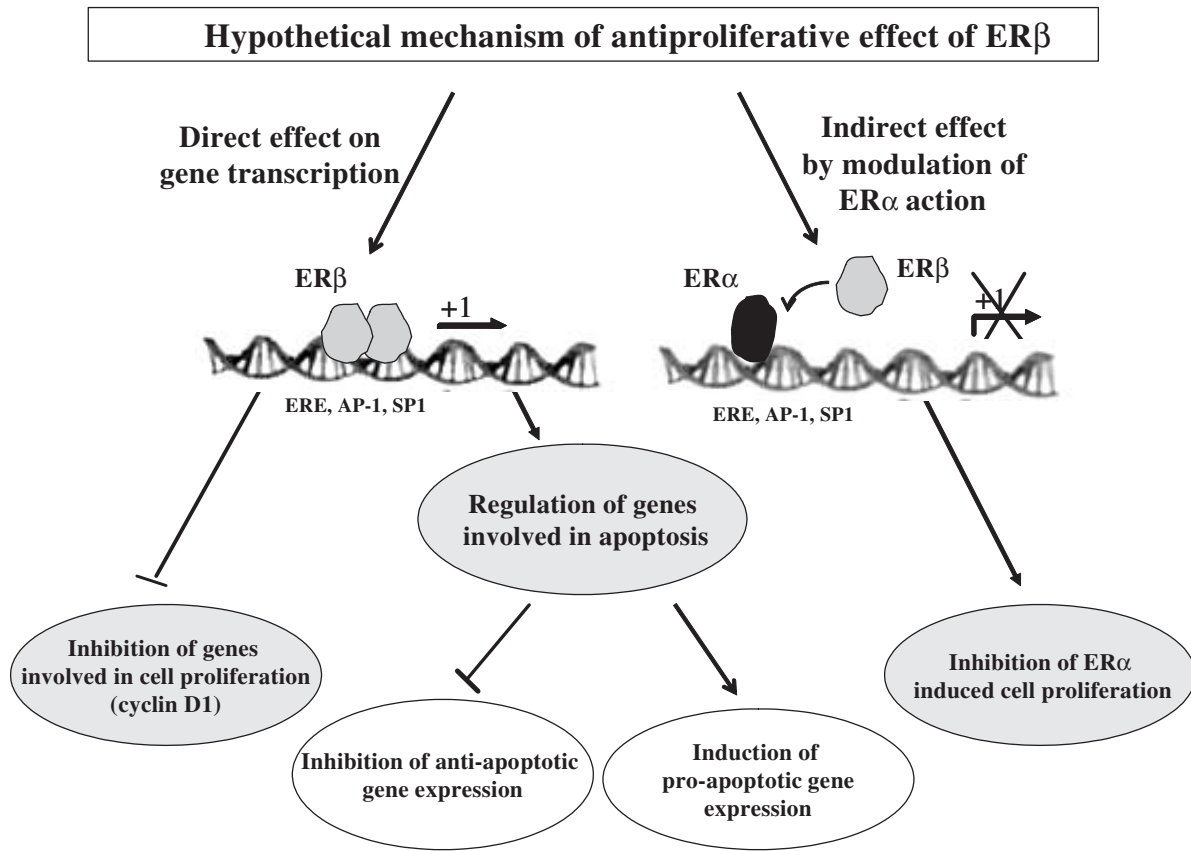 Hypothetical mechanism of antiproliferative effect of ERβ
Direct effect on
gene transcription
Indirect effect
by modulation of
ERα action
ERβ
+1
ERE, AP-1, SP1
ERα
ERβ
+1
ERE, AP-1, SP1
Regulation of genes
involved in apoptosis
Inhibition of genes
involved in cell proliferation
(cyclin D1)
Inhibition of anti-apoptotic
gene expression
Induction of
pro-apoptotic gene
expression
Inhibition of ERα
induced cell proliferation